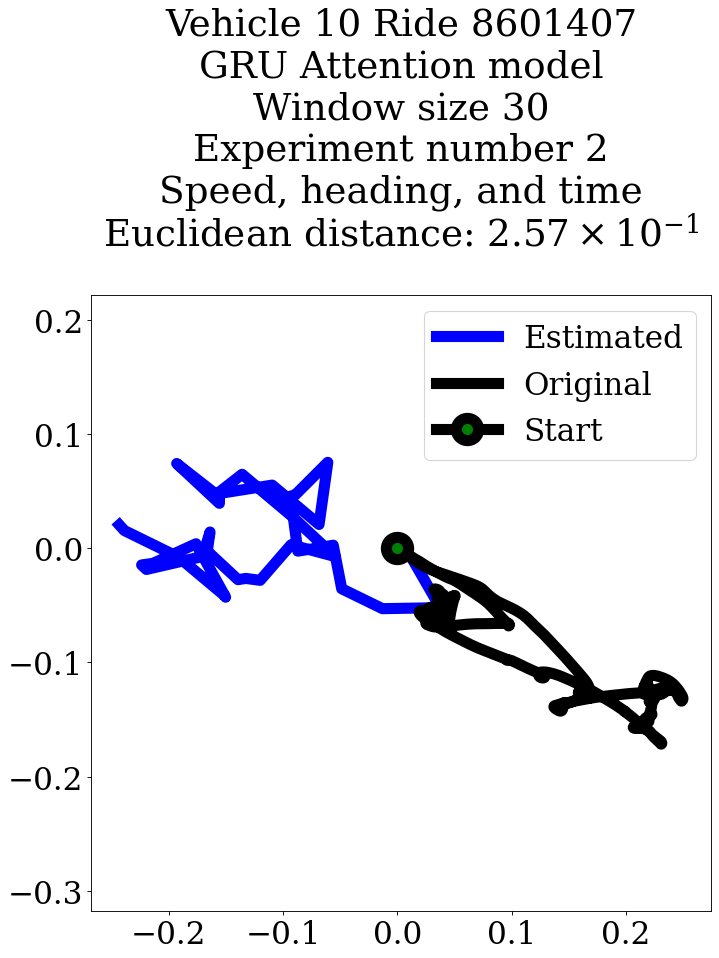 Vehicle 10 Ride 8601407
GRU Attention model
Window size 30
Experiment number 2
Speed, heading, and time
Euclidean distance: 2.57 × 10⁻¹
Estimated
Original
Start
0.2
0.1
0.0
−0.1
−0.2
−0.3
−0.2 −0.1 0.0 0.1 0.2